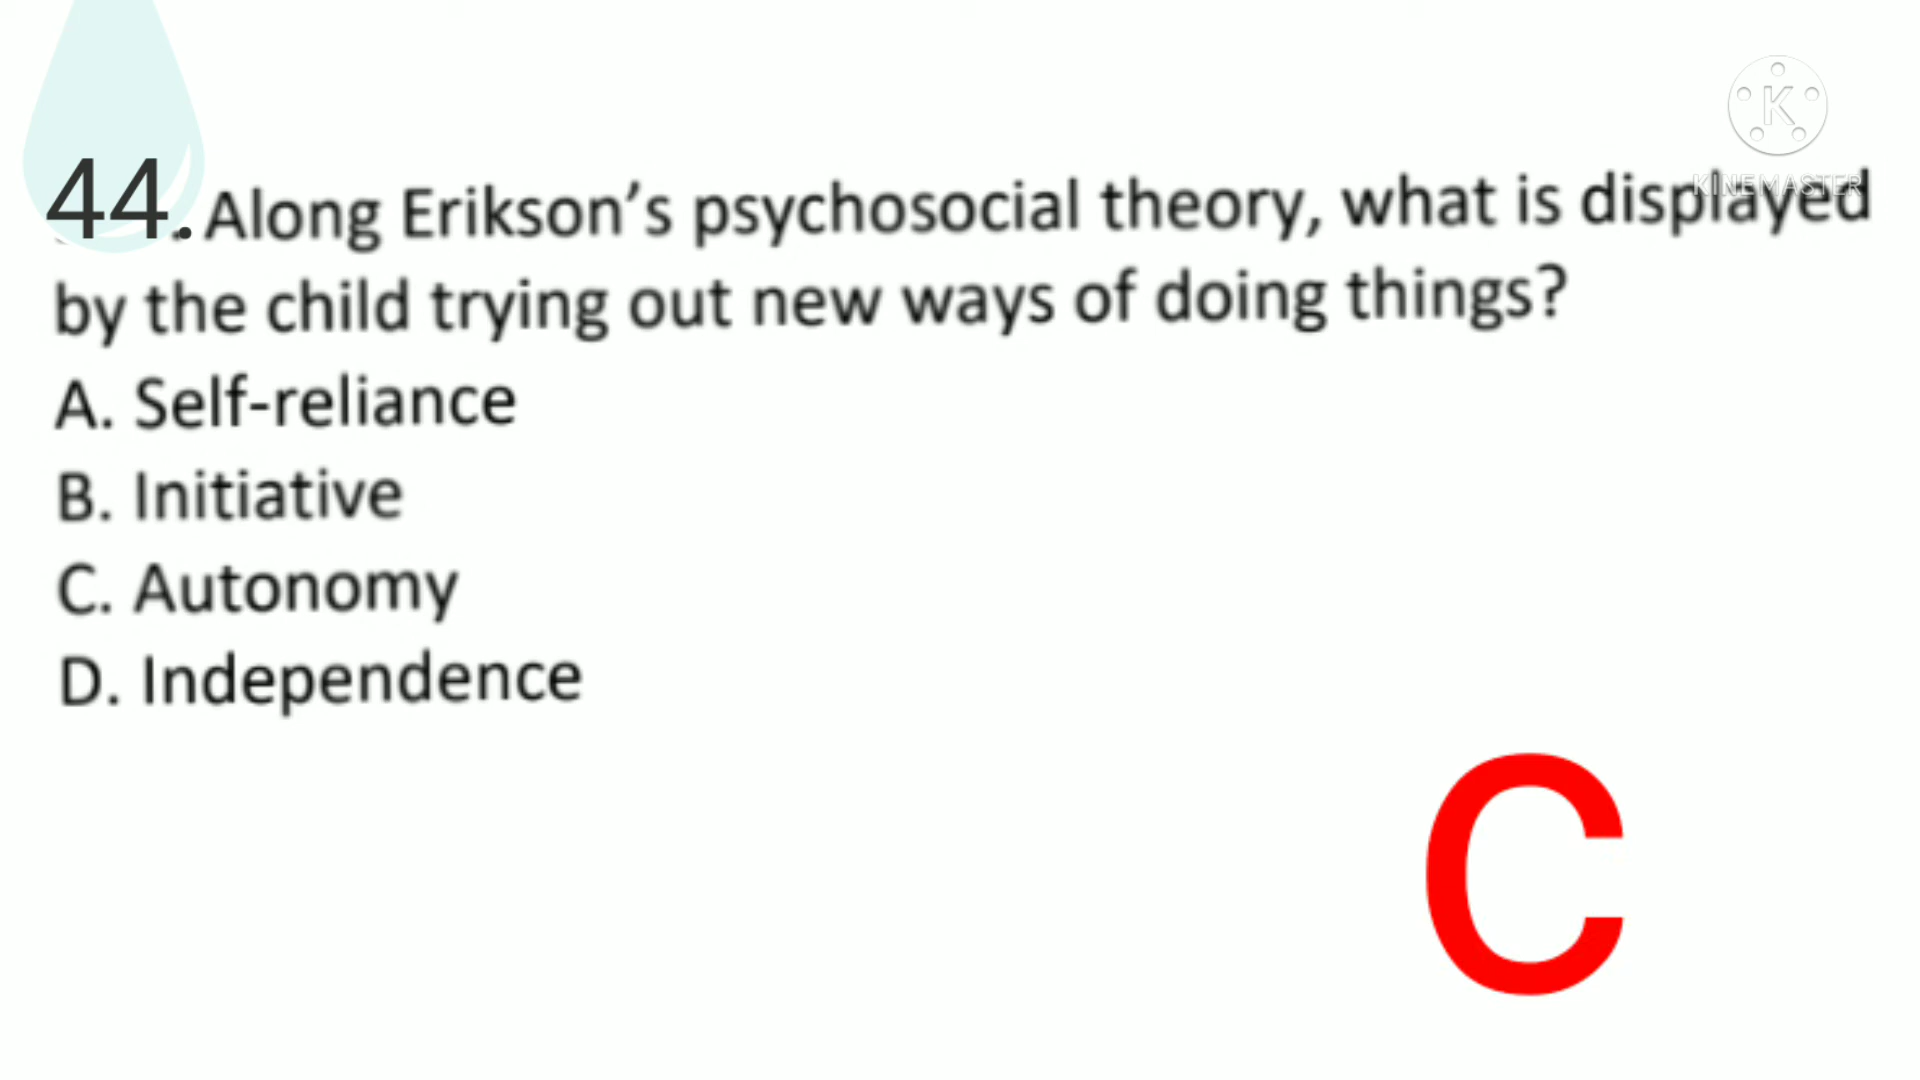 K
KINEMASTER
44. Along Erikson's psychosocial theory, what is displayed
by the child trying out new ways of doing things?
A. Self-reliance
B. Initiative
C. Autonomy
D. Independence
C